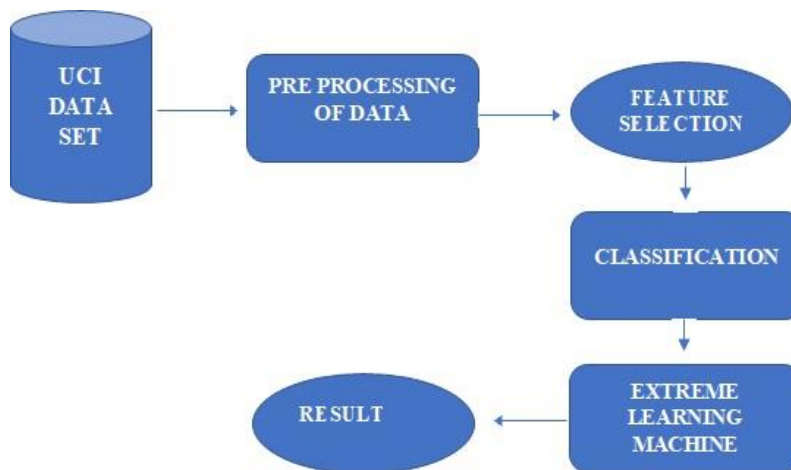 UCI
DATA
SET
PRE PROCESSING
OF DATA
FEATURE
SELECTION
CLASSIFICATION
EXTREME
LEARNING
MACHINE
RESULT